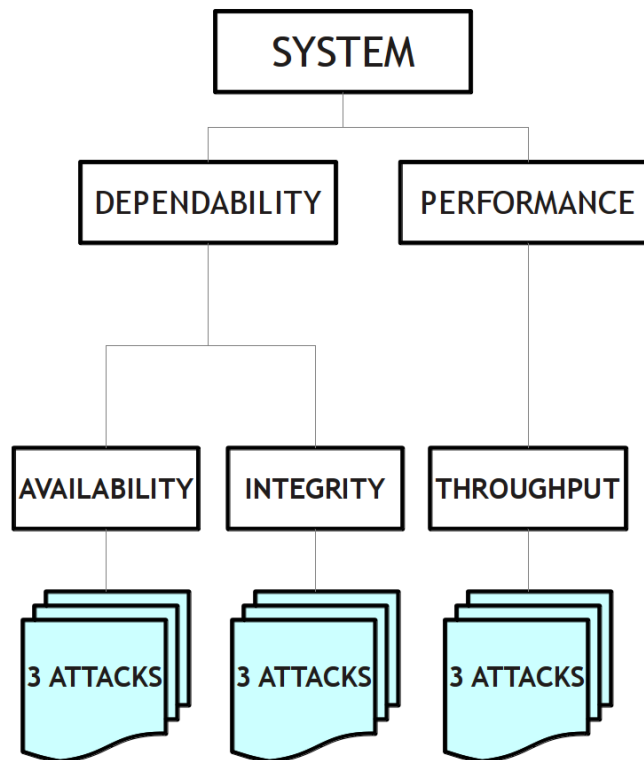 SYSTEM
DEPENDABILITY
PERFORMANCE
AVAILABILITY
INTEGRITY
THROUGHPUT
3 ATTACKS
3 ATTACKS
3 ATTACKS